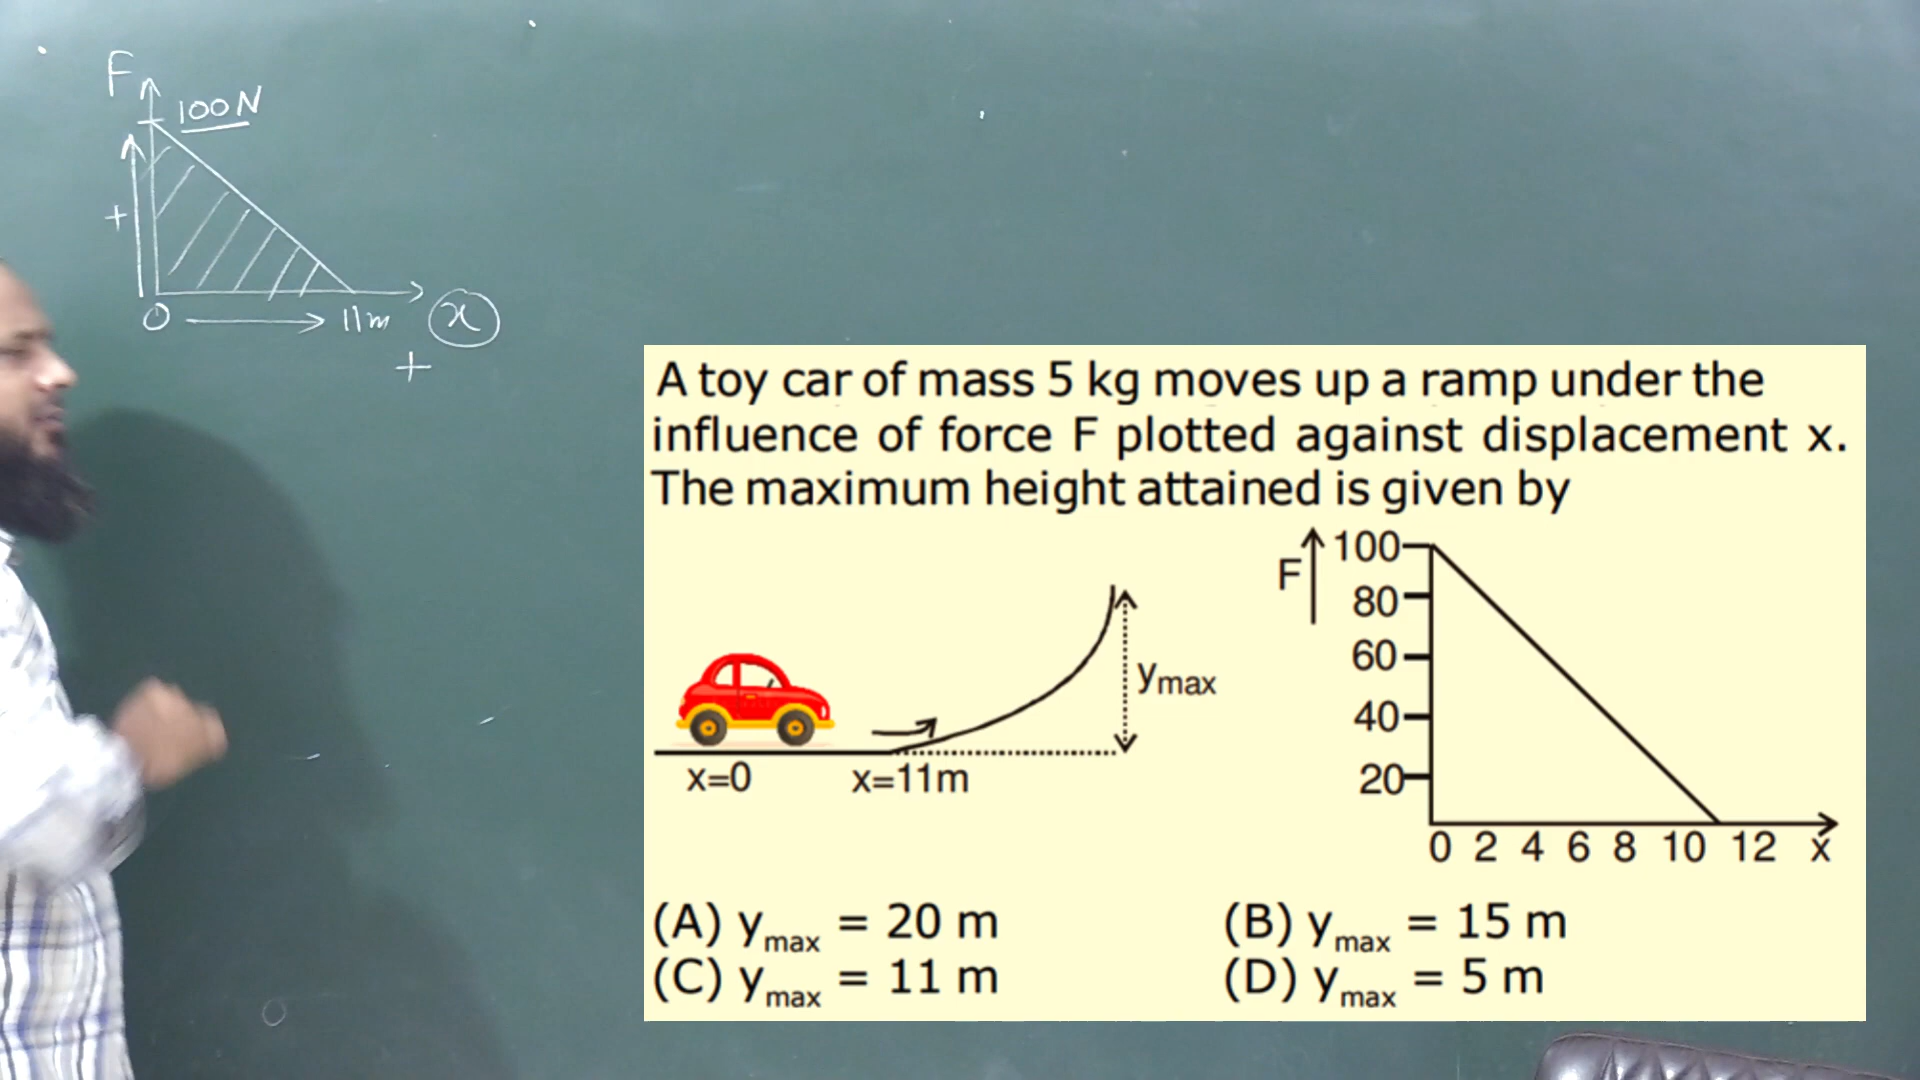 F
100N
+
0
11m
x
+
A toy car of mass 5 kg moves up a ramp under the
influence of force F plotted against displacement x.
The maximum height attained is given by
ymax
x=0
x=11m
F
100
80
60
40
20
0 2 4 6 8 10 12 x
(A) ymax = 20 m
(B) ymax = 15 m
(C) ymax = 11 m
(D) ymax = 5 m